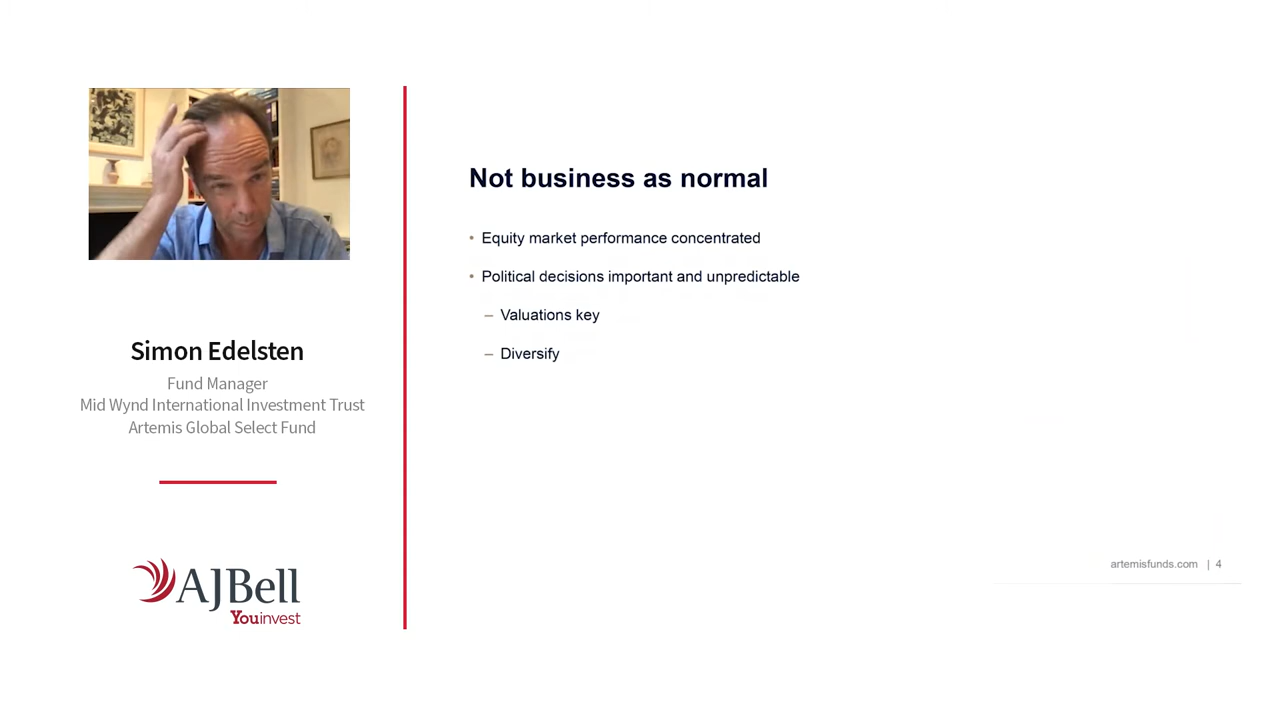 Simon Edelsten
Fund Manager
Mid Wynd International Investment Trust
Artemis Global Select Fund
AJBell
Youinvest
Not business as normal
• Equity market performance concentrated
• Political decisions important and unpredictable
– Valuations key
– Diversify
artemisfunds.com | 4